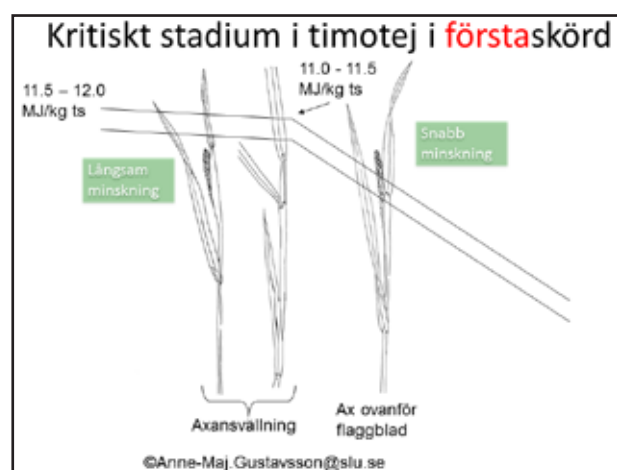 Kritiskt stadium i timotej i förstaskörd
11.5 – 12.0
MJ/kg ts
11.0 - 11.5
MJ/kg ts
Långsam
minskning
Snabb
minskning
Axansvällning
Ax ovanför
flaggblad
©Anne-Maj.Gustavsson@slu.se